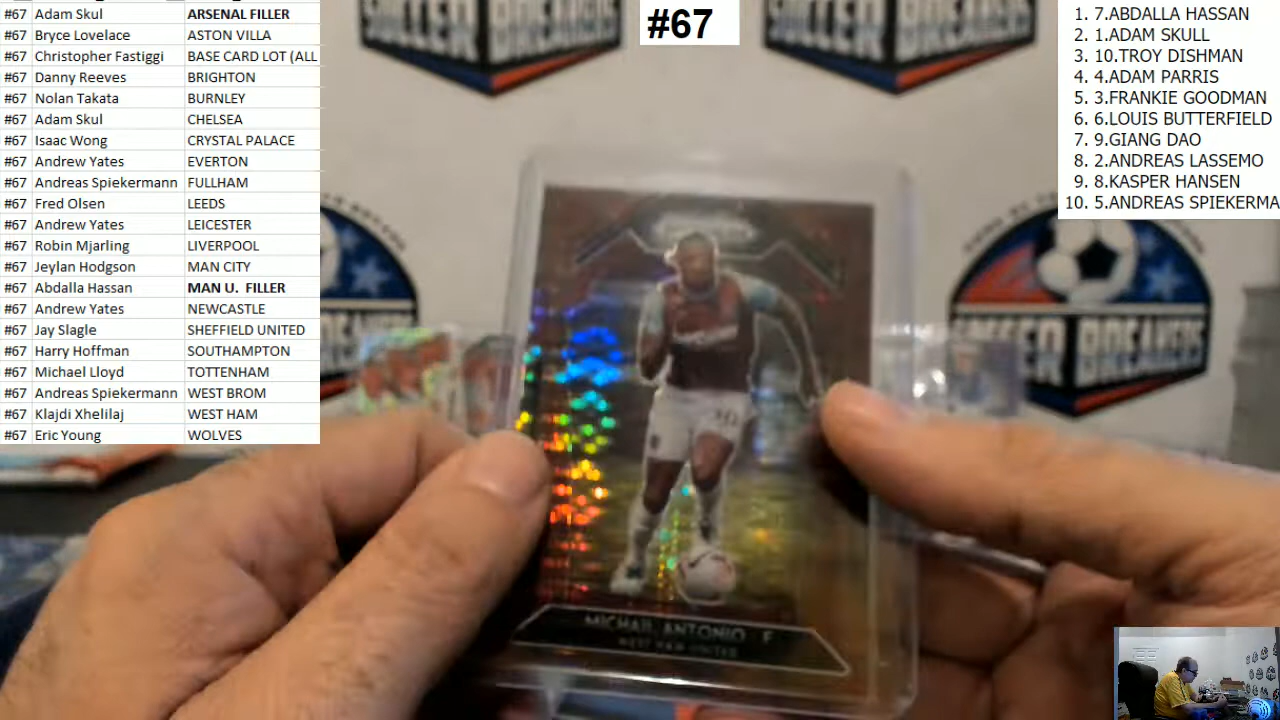 #67 Adam Skul ARSENAL FILLER
#67 Bryce Lovelace ASTON VILLA
#67 Christopher Fastiggi BASE CARD LOT (ALL
#67 Danny Reeves BRIGHTON
#67 Nolan Takata BURNLEY
#67 Adam Skul CHELSEA
#67 Isaac Wong CRYSTAL PALACE
#67 Andrew Yates EVERTON
#67 Andreas Spiekermann FULLHAM
#67 Fred Olsen LEEDS
#67 Andrew Yates LEICESTER
#67 Robin Mjarling LIVERPOOL
#67 Jeylan Hodgson MAN CITY
#67 Abdalla Hassan MAN U. FILLER
#67 Andrew Yates NEWCASTLE
#67 Jay Slagle SHEFFIELD UNITED
#67 Harry Hoffman SOUTHAMPTON
#67 Michael Lloyd TOTTENHAM
#67 Andreas Spiekermann WEST BROM
#67 Klajdi Xhelilaj WEST HAM
#67 Eric Young WOLVES
#67
1. 7.ABDALLA HASSAN
2. 1.ADAM SKULL
3. 10.TROY DISHMAN
4. 4.ADAM PARRIS
5. 3.FRANKIE GOODMAN
6. 6.LOUIS BUTTERFIELD
7. 9.GIANG DAO
8. 2.ANDREAS LASSEMO
9. 8.KASPER HANSEN
10. 5.ANDREAS SPIEKERMA
SOCCER BREAKERS
MICHAIL ANTONIO F
WEST HAM UNITED